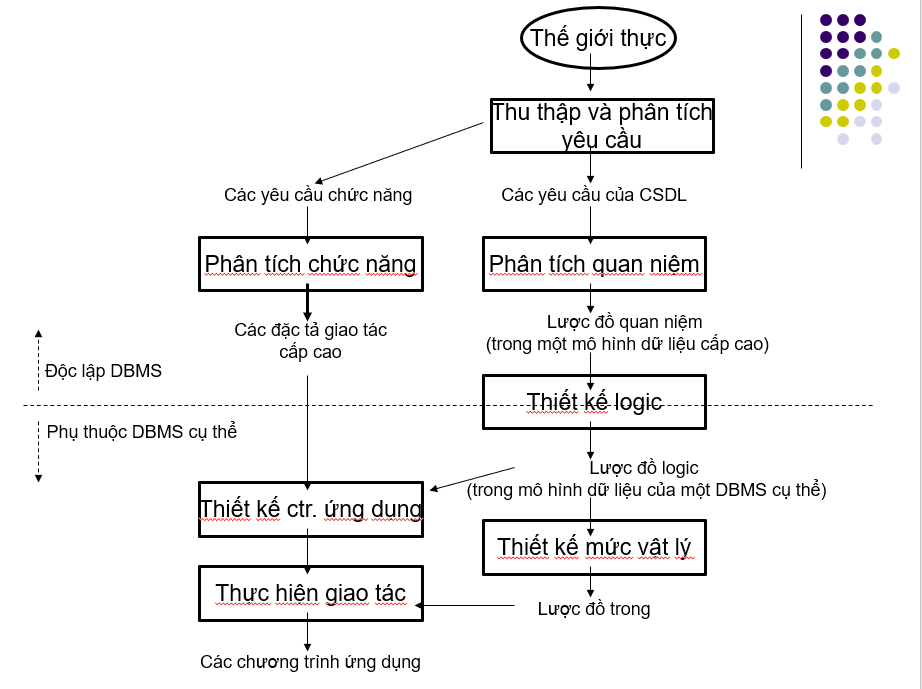 Thế giới thực
Thu thập và phân tích
yêu cầu
Các yêu cầu chức năng
Các yêu cầu của CSDL
Phân tích chức năng
Phân tích quan niệm
Các đặc tả giao tác
cấp cao
Lược đồ quan niệm
(trong một mô hình dữ liệu cấp cao)
Độc lập DBMS
Thiết kế logic
Phụ thuộc DBMS cụ thể
Lược đồ logic
(trong mô hình dữ liệu của một DBMS cụ thể)
Thiết kế ctr. ứng dụng
Thiết kế mức vật lý
Thực hiện giao tác
Lược đồ trong
Các chương trình ứng dụng